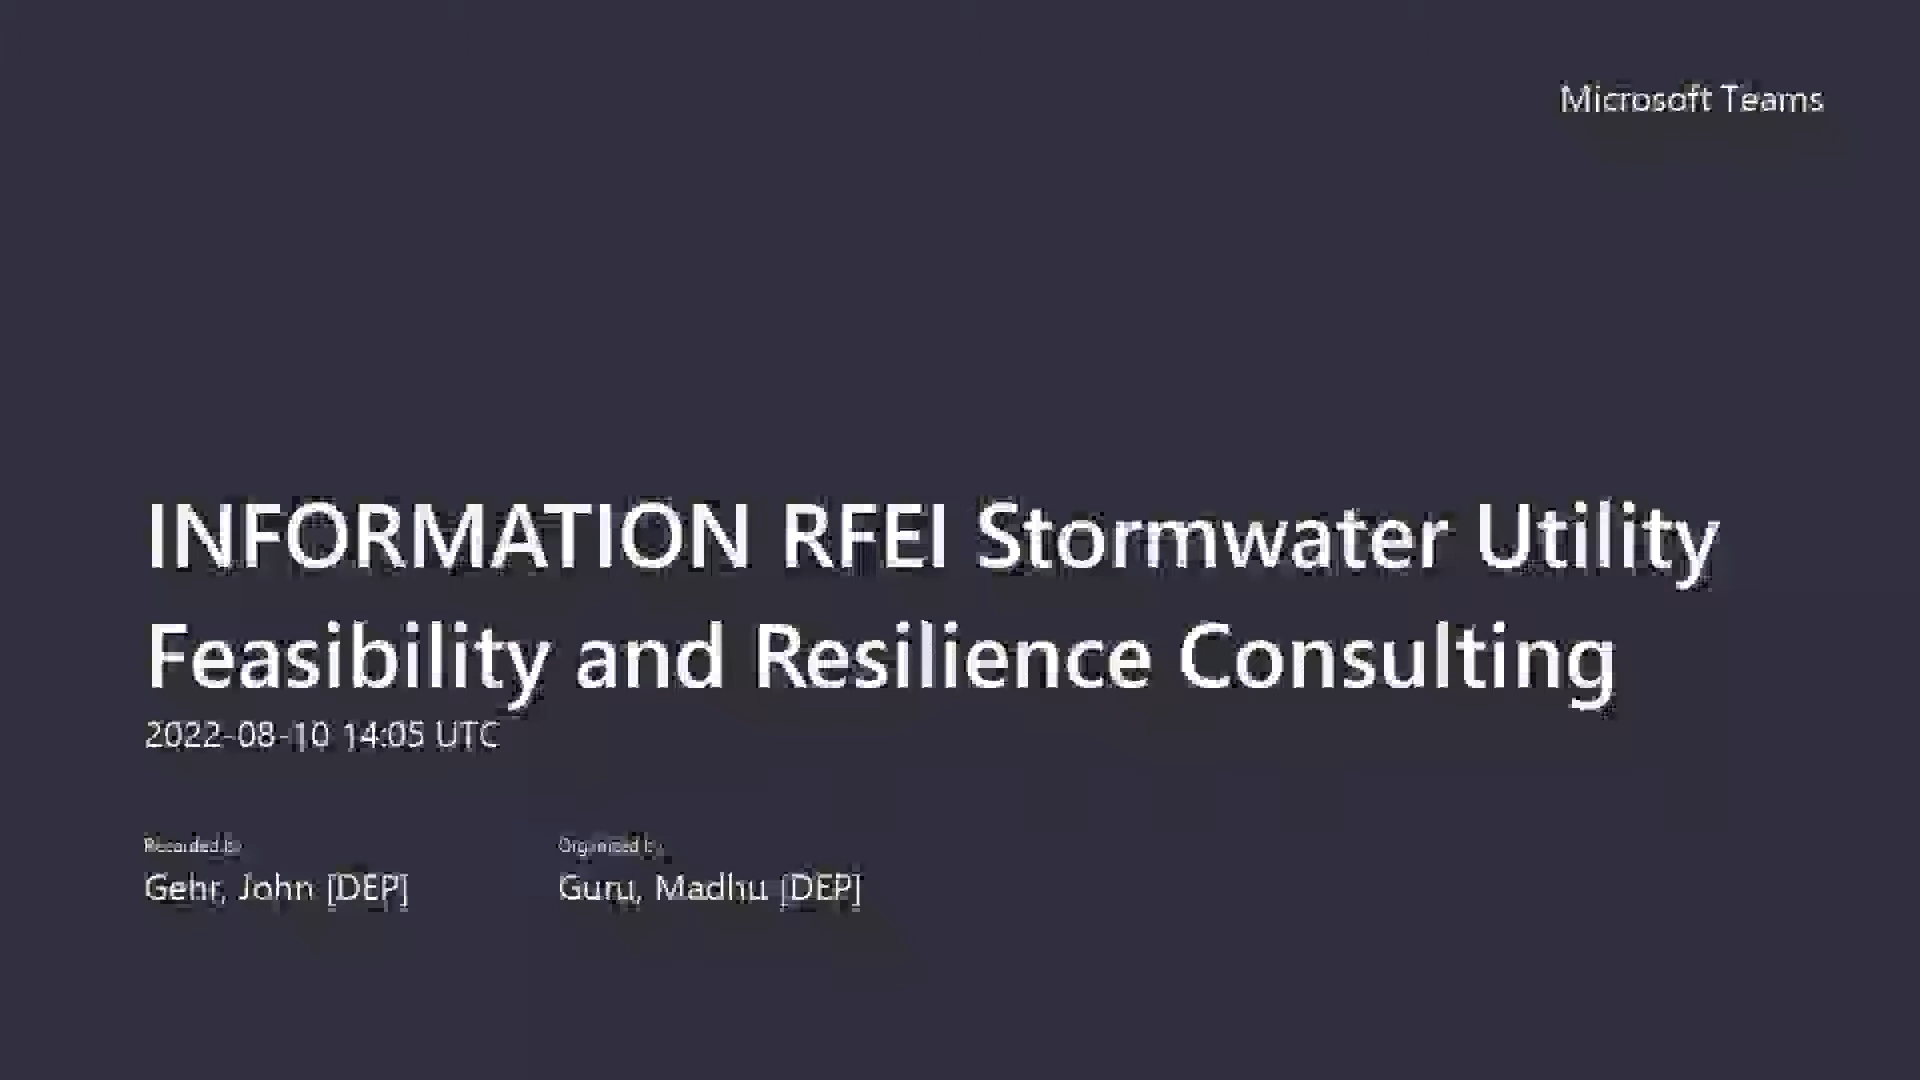 Microsoft Teams
INFORMATION RFEI Stormwater Utility
Feasibility and Resilience Consulting
2022-08-10 14:05 UTC
Recorded by
Organized by
Gehr, John [DEP]
Guru, Madhu [DEP]